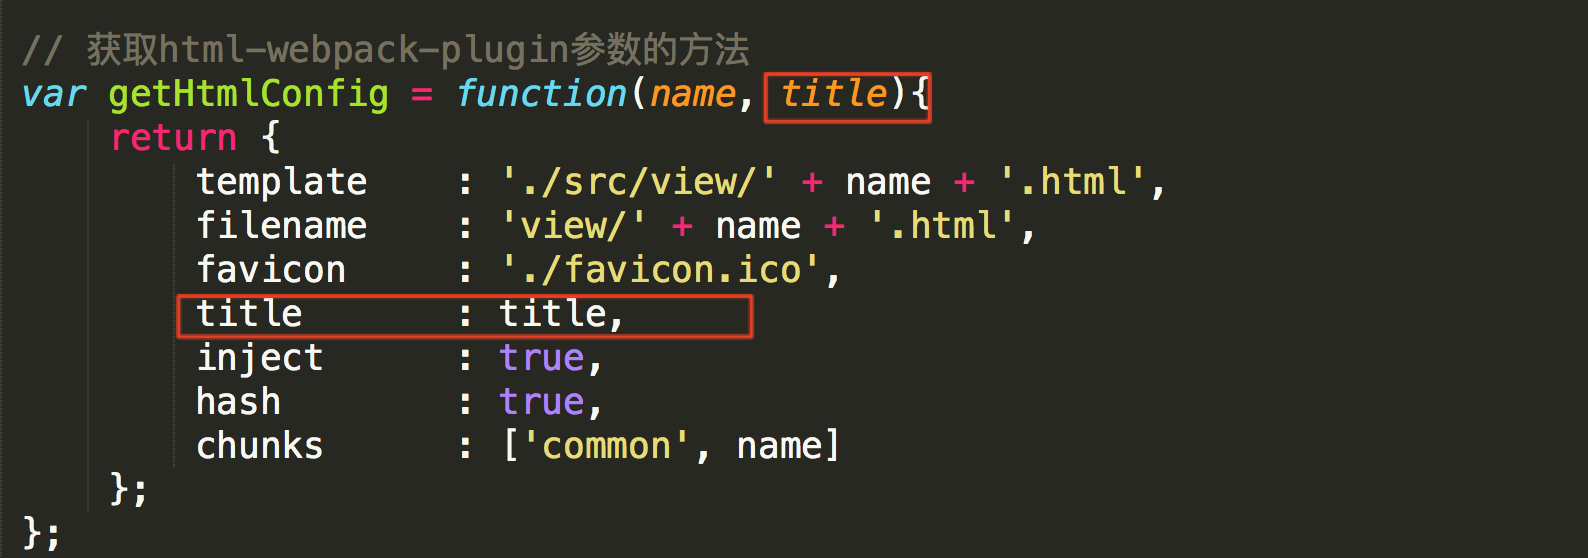 // 获取html-webpack-plugin参数的方法
var getHtmlConfig = function(name, title){
    return {
        template    : './src/view/' + name + '.html',
        filename    : 'view/' + name + '.html',
        favicon     : './favicon.ico',
        title       : title,
        inject      : true,
        hash        : true,
        chunks      : ['common', name]
    };
};